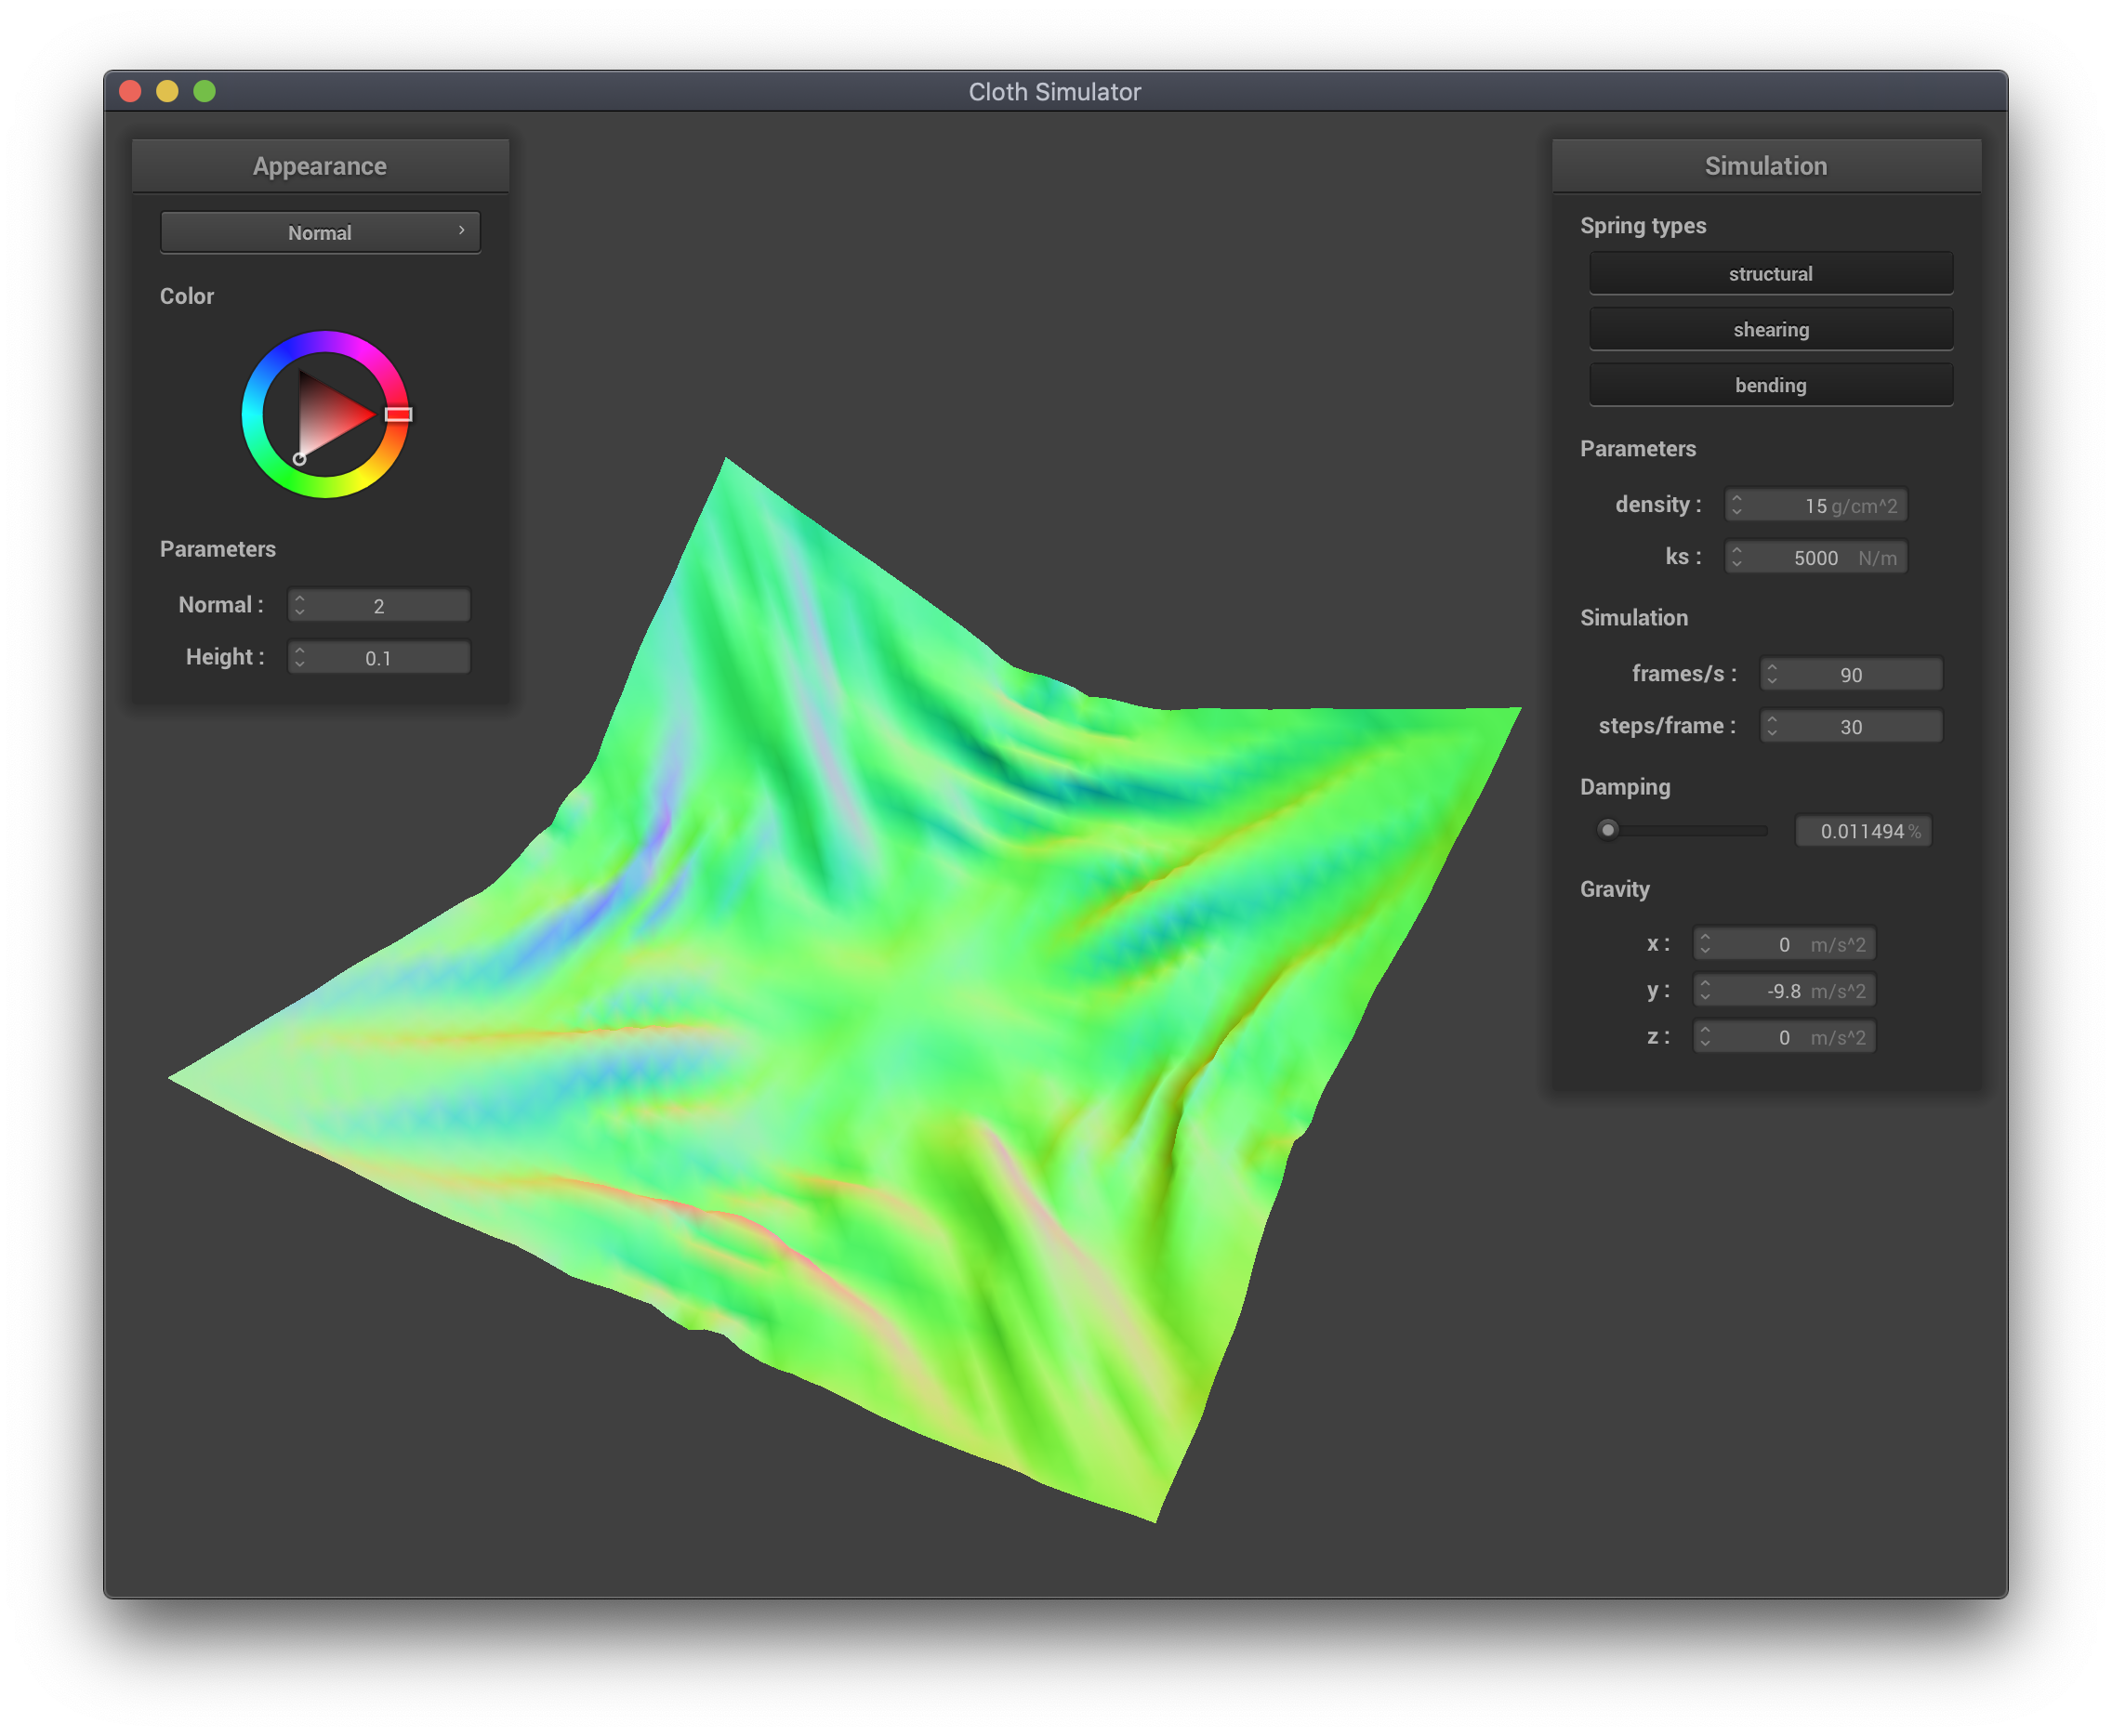 Cloth Simulator
Appearance
Normal
Color
Parameters
Normal : 2
Height : 0.1
Simulation
Spring types
structural
shearing
bending
Parameters
density : 15 g/cm^2
ks : 5000 N/m
Simulation
frames/s : 90
steps/frame : 30
Damping
0.011494 %
Gravity
x : 0 m/s^2
y : -9.8 m/s^2
z : 0 m/s^2